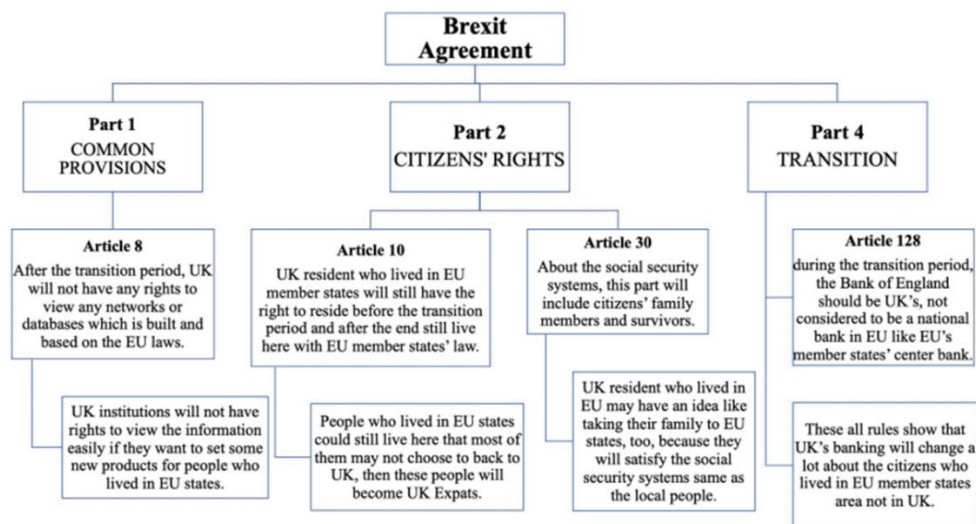 Brexit
Agreement
Part 1
COMMON
PROVISIONS
Part 2
CITIZENS' RIGHTS
Part 4
TRANSITION
Article 8
After the transition period, UK
will not have any rights to
view any networks or
databases which is built and
based on the EU laws.
Article 10
UK resident who lived in EU
member states will still have the
right to reside before the transition
period and after the end still live
here with EU member states’ law.
Article 30
About the social security
systems, this part will
include citizens’ family
members and survivors.
Article 128
during the transition period,
the Bank of England
should be UK’s, not
considered to be a national
bank in EU like EU’s
member states’ center bank.
UK institutions will not have
rights to view the information
easily if they want to set some
new products for people who
lived in EU states.
People who lived in EU states
could still live here that most of
them may not choose to back to
UK, then these people will
become UK Expats.
UK resident who lived in
EU may have an idea like
taking their family to EU
states, too, because they
will satisfy the social
security systems same as
the local people.
These all rules show that
UK’s banking will change a
lot about the citizens who
lived in EU member states
area not in UK.